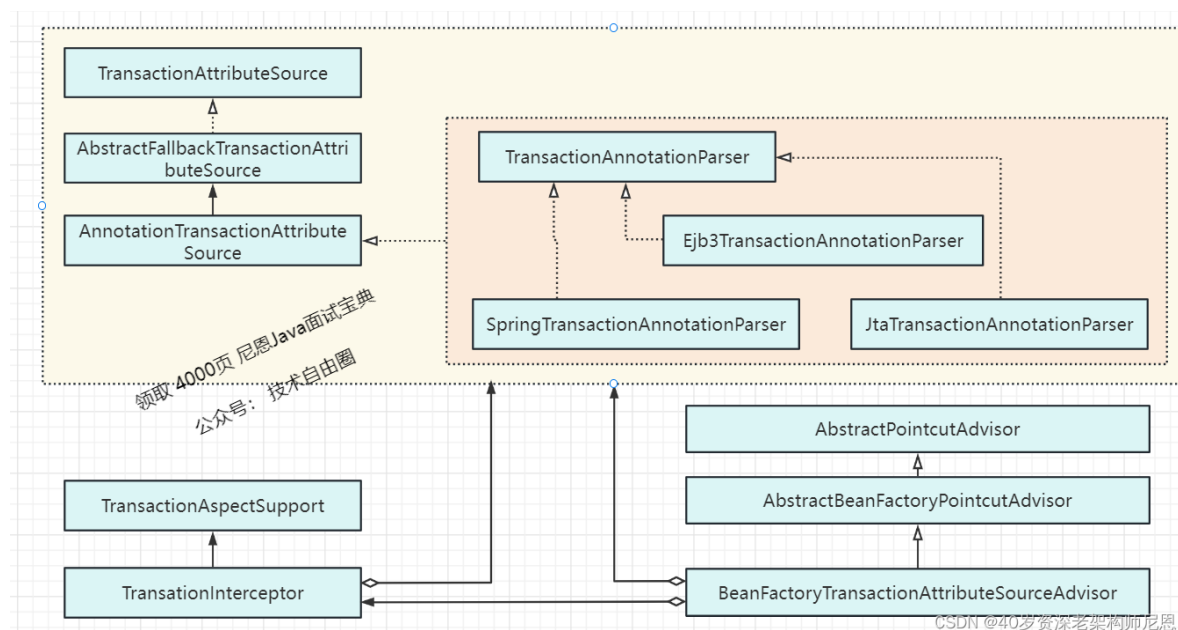 TransactionAttributeSource
AbstractFallbackTransactionAttri
buteSource
AnnotationTransactionAttribute
Source
TransactionAnnotationParser
Ejb3TransactionAnnotationParser
SpringTransactionAnnotationParser
JtaTransactionAnnotationParser
领取 4000页 尼恩Java面试宝典
公众号： 技术自由圈
AbstractPointcutAdvisor
AbstractBeanFactoryPointcutAdvisor
TransactionAspectSupport
TransationInterceptor
BeanFactoryTransactionAttributeSourceAdvisor
CSDN @40岁资深老架构师尼恩